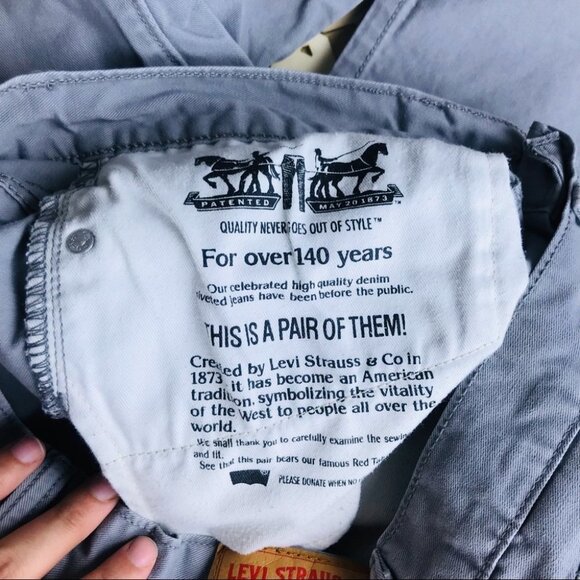 PATENTED MAY 20 1873
QUALITY NEVER GOES OUT OF STYLE™
For over 140 years
Our celebrated high quality denim
riveted jeans have been before the public.
THIS IS A PAIR OF THEM!
Created by Levi Strauss & Co in
1873, it has become an American
tradition, symbolizing the vitality
of the West to people all over the
world.
We shall thank you to carefully examine the sewing
and fit.
See that this pair bears our famous Red Tab
PLEASE DONATE WHEN NO
LEVI STRAUSS